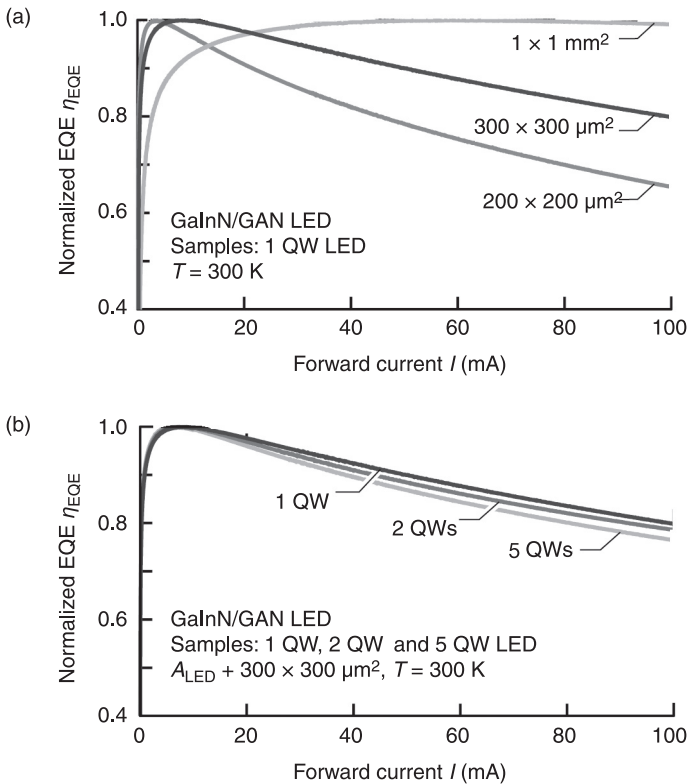 (a)
1.0
0.8
0.6
0.4
Normalized EQE ηEQE
1 × 1 mm²
300 × 300 µm²
200 × 200 µm²
GaInN/GAN LED
Samples: 1 QW LED
T = 300 K
0 20 40 60 80 100
Forward current I (mA)
(b)
1.0
0.8
0.6
0.4
Normalized EQE ηEQE
1 QW
2 QWs
5 QWs
GaInN/GAN LED
Samples: 1 QW, 2 QW and 5 QW LED
ALED + 300 × 300 µm², T = 300 K
0 20 40 60 80 100
Forward current I (mA)